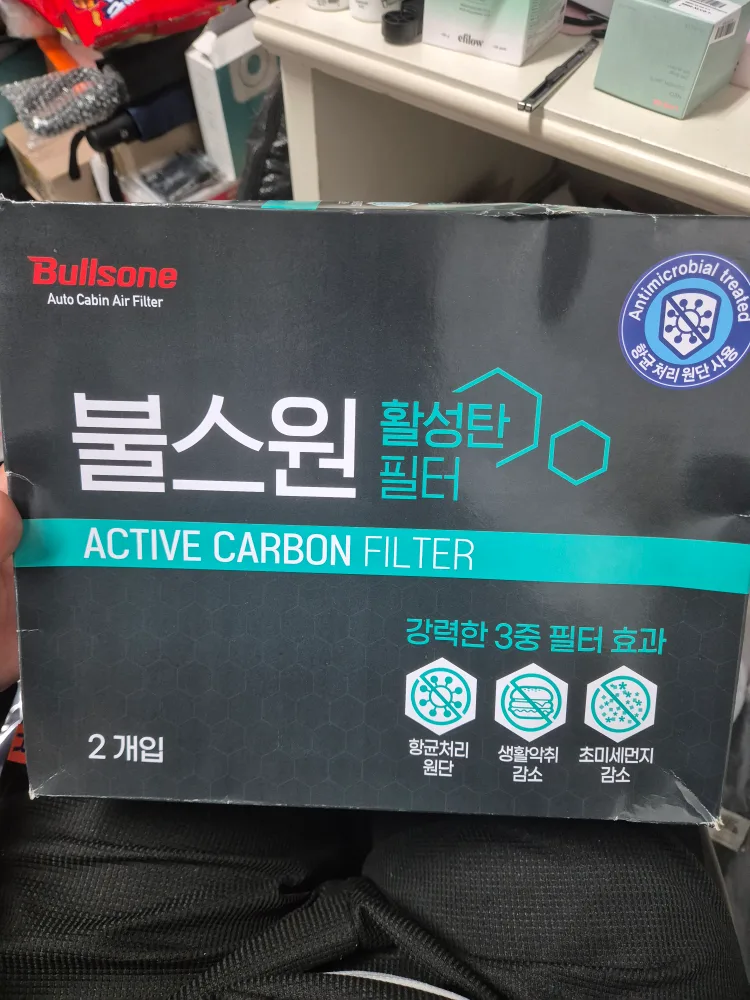 efilow
Bullsone
Auto Cabin Air Filter
Antimicrobial treated
항균처리 원단 사용
불스원
활성탄
필터
ACTIVE CARBON FILTER
강력한 3중 필터 효과
항균처리
원단
생활악취
감소
초미세먼지
감소
2 개입